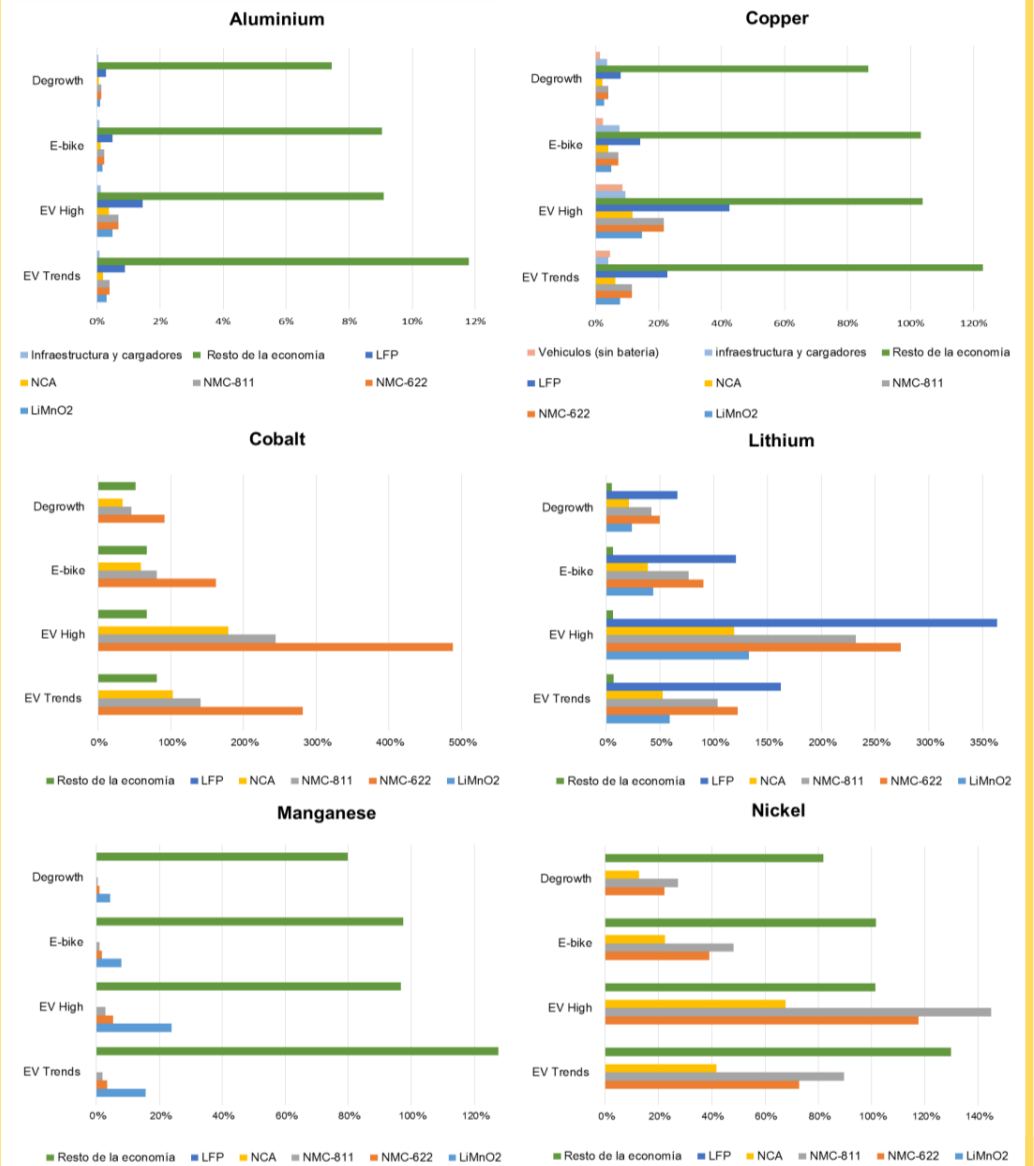 Aluminium
Degrowth
E-bike
EV High
EV Trends
0% 2% 4% 6% 8% 10% 12%
Infraestructura y cargadores Resto de la economía LFP
NCA NMC-811 NMC-622
LiMnO2
Copper
Degrowth
E-bike
EV High
EV Trends
0% 20% 40% 60% 80% 100% 120%
Vehiculos (sin bateria) infraestructura y cargadores Resto de la economía
LFP NCA NMC-811
NMC-622 LiMnO2
Cobalt
Degrowth
E-bike
EV High
EV Trends
0% 100% 200% 300% 400% 500%
Resto de la economía LFP NCA NMC-811 NMC-622 LiMnO2
Lithium
Degrowth
E-bike
EV High
EV Trends
0% 50% 100% 150% 200% 250% 300% 350%
Resto de la economía LFP NCA NMC-811 NMC-622 LiMnO2
Manganese
Degrowth
E-bike
EV High
EV Trends
0% 20% 40% 60% 80% 100% 120%
Resto de la economía LFP NCA NMC-811 NMC-622 LiMnO2
Nickel
Degrowth
E-bike
EV High
EV Trends
0% 20% 40% 60% 80% 100% 120% 140%
Resto de la economía LFP NCA NMC-811 NMC-622 LiMnO2